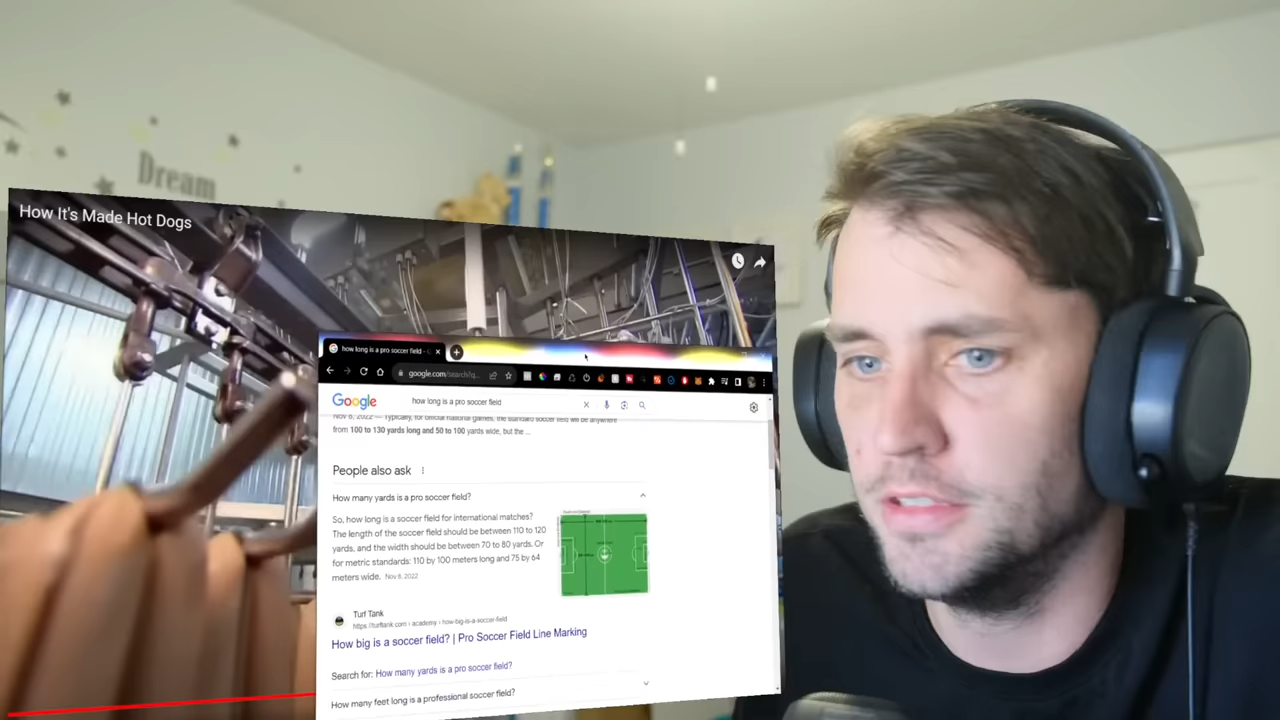 Dream
How It's Made Hot Dogs
how long is a pro soccer field -
google.com/search/q...
Google
how long is a pro soccer field
Nov 8, 2022 — Typically, for official national games, the standard soccer field will be anywhere
from 100 to 130 yards long and 50 to 100 yards wide, but the ...
People also ask
How many yards is a pro soccer field?
So, how long is a soccer field for international matches?
The length of the soccer field should be between 110 to 120
yards, and the width should be between 70 to 80 yards. Or
for metric standards: 110 by 100 meters long and 75 by 64
meters wide. Nov 6, 2022
Turf Tank
https://turftank.com › academy › how-big-is-a-soccer-field
How big is a soccer field? | Pro Soccer Field Line Marking
Search for: How many yards is a pro soccer field?
How many feet long is a professional soccer field?